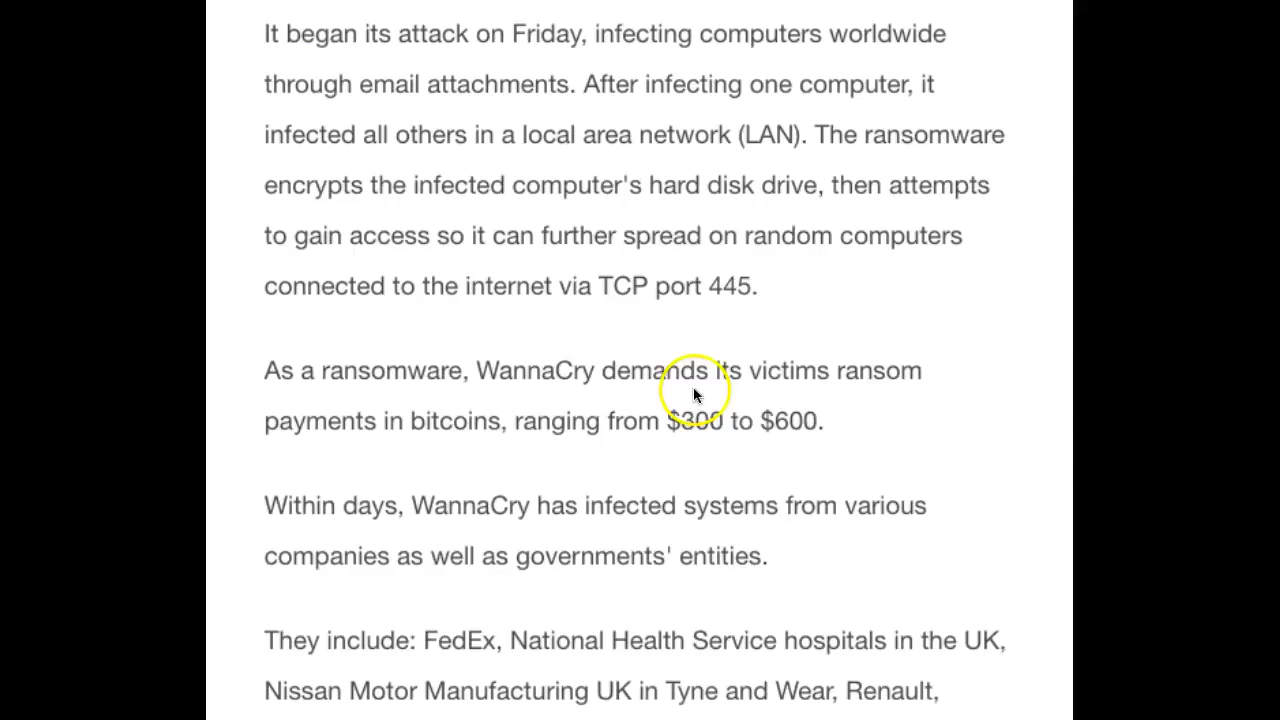 It began its attack on Friday, infecting computers worldwide
through email attachments. After infecting one computer, it
infected all others in a local area network (LAN). The ransomware
encrypts the infected computer's hard disk drive, then attempts
to gain access so it can further spread on random computers
connected to the internet via TCP port 445.
As a ransomware, WannaCry demands its victims ransom
payments in bitcoins, ranging from $300 to $600.
Within days, WannaCry has infected systems from various
companies as well as governments' entities.
They include: FedEx, National Health Service hospitals in the UK,
Nissan Motor Manufacturing UK in Tyne and Wear, Renault,